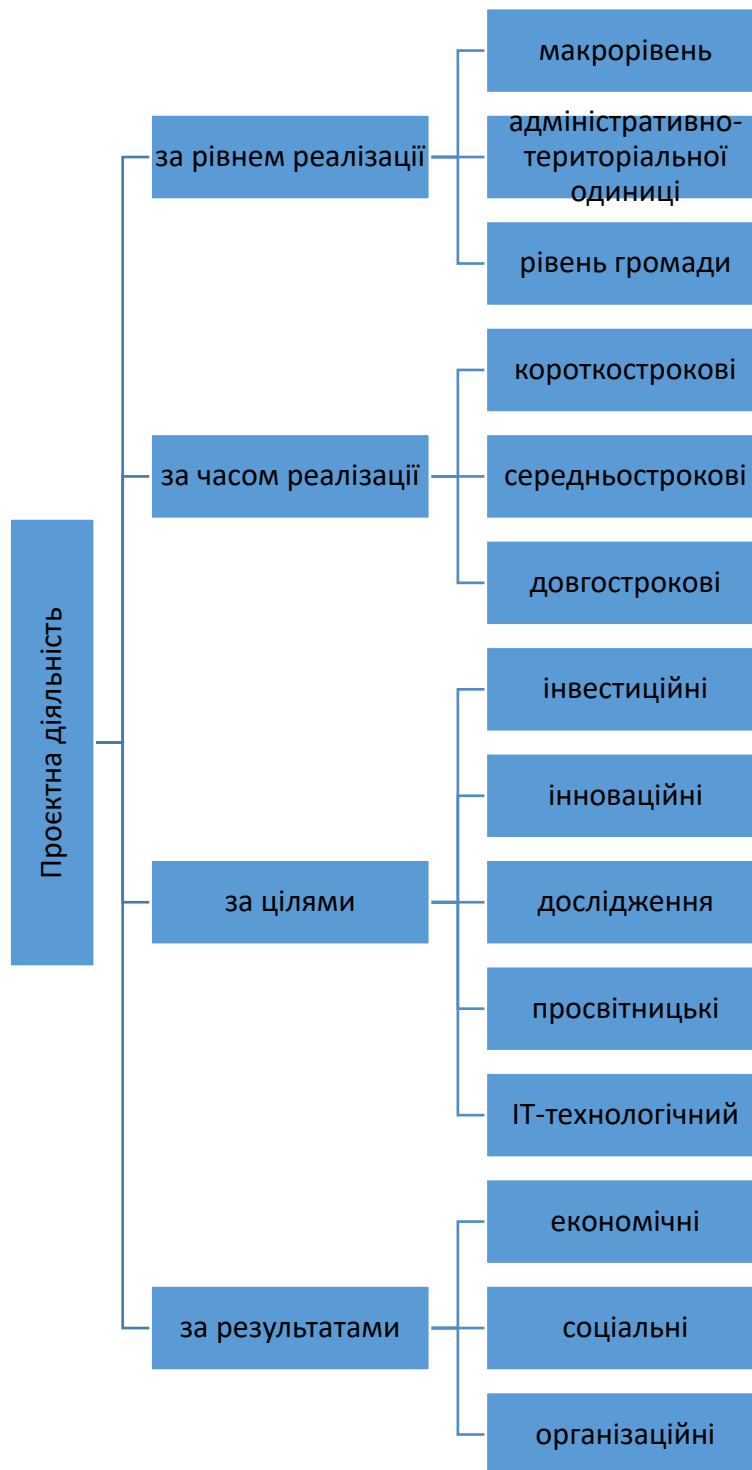 Проєктна діяльність
за рівнем реалізації
макрорівень
адміністративно-
територіальної
одиниці
рівень громади
за часом реалізації
короткострокові
середньострокові
довгострокові
за цілями
інвестиційні
інноваційні
дослідження
просвітницькі
ІТ-технологічний
за результатами
економічні
соціальні
організаційні